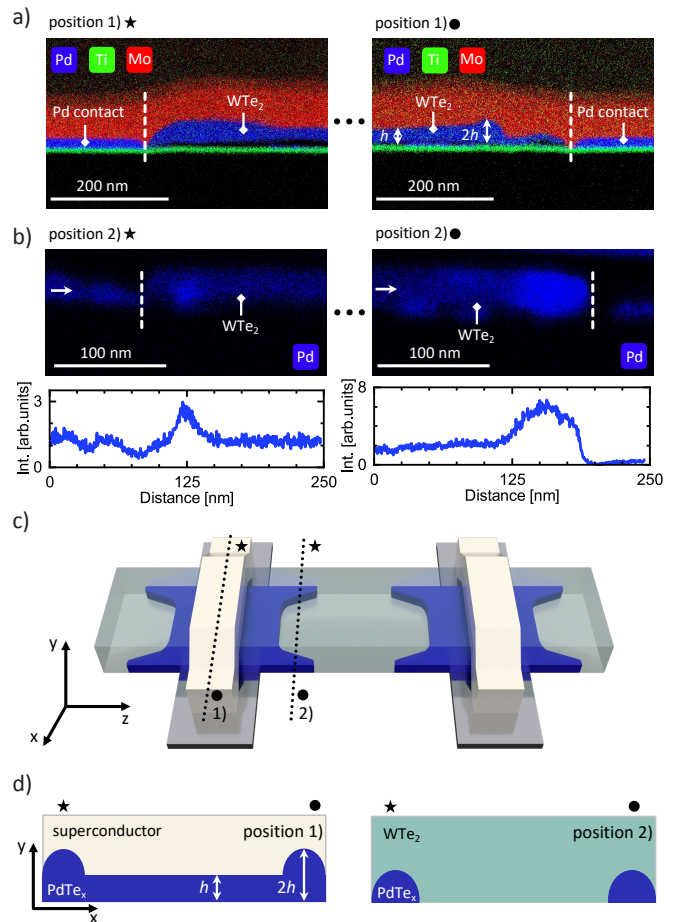 a)
position 1) ★
position 1) ●
Pd Ti Mo
Pd Ti Mo
Pd contact
WTe₂
200 nm
•••
WTe₂
h
2h
Pd contact
200 nm
b)
position 2) ★
position 2) ●
WTe₂
100 nm
Pd
•••
WTe₂
100 nm
Pd
Int. [arb.units]
3
0
0 125 250
Distance [nm]
Int. [arb.units]
8
0
0 125 250
Distance [nm]
c)
★
★
y
z
x
● 1)
● 2)
d)
★
●
superconductor
position 1)
y
h
2h
PdTeₓ
x
★
●
WTe₂
position 2)
PdTeₓ